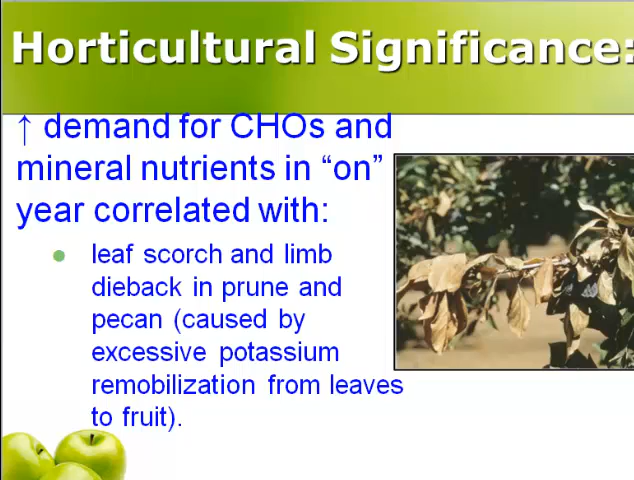 Horticultural Significance:
↑ demand for CHOs and
mineral nutrients in “on”
year correlated with:
leaf scorch and limb
dieback in prune and
pecan (caused by
excessive potassium
remobilization from leaves
to fruit).